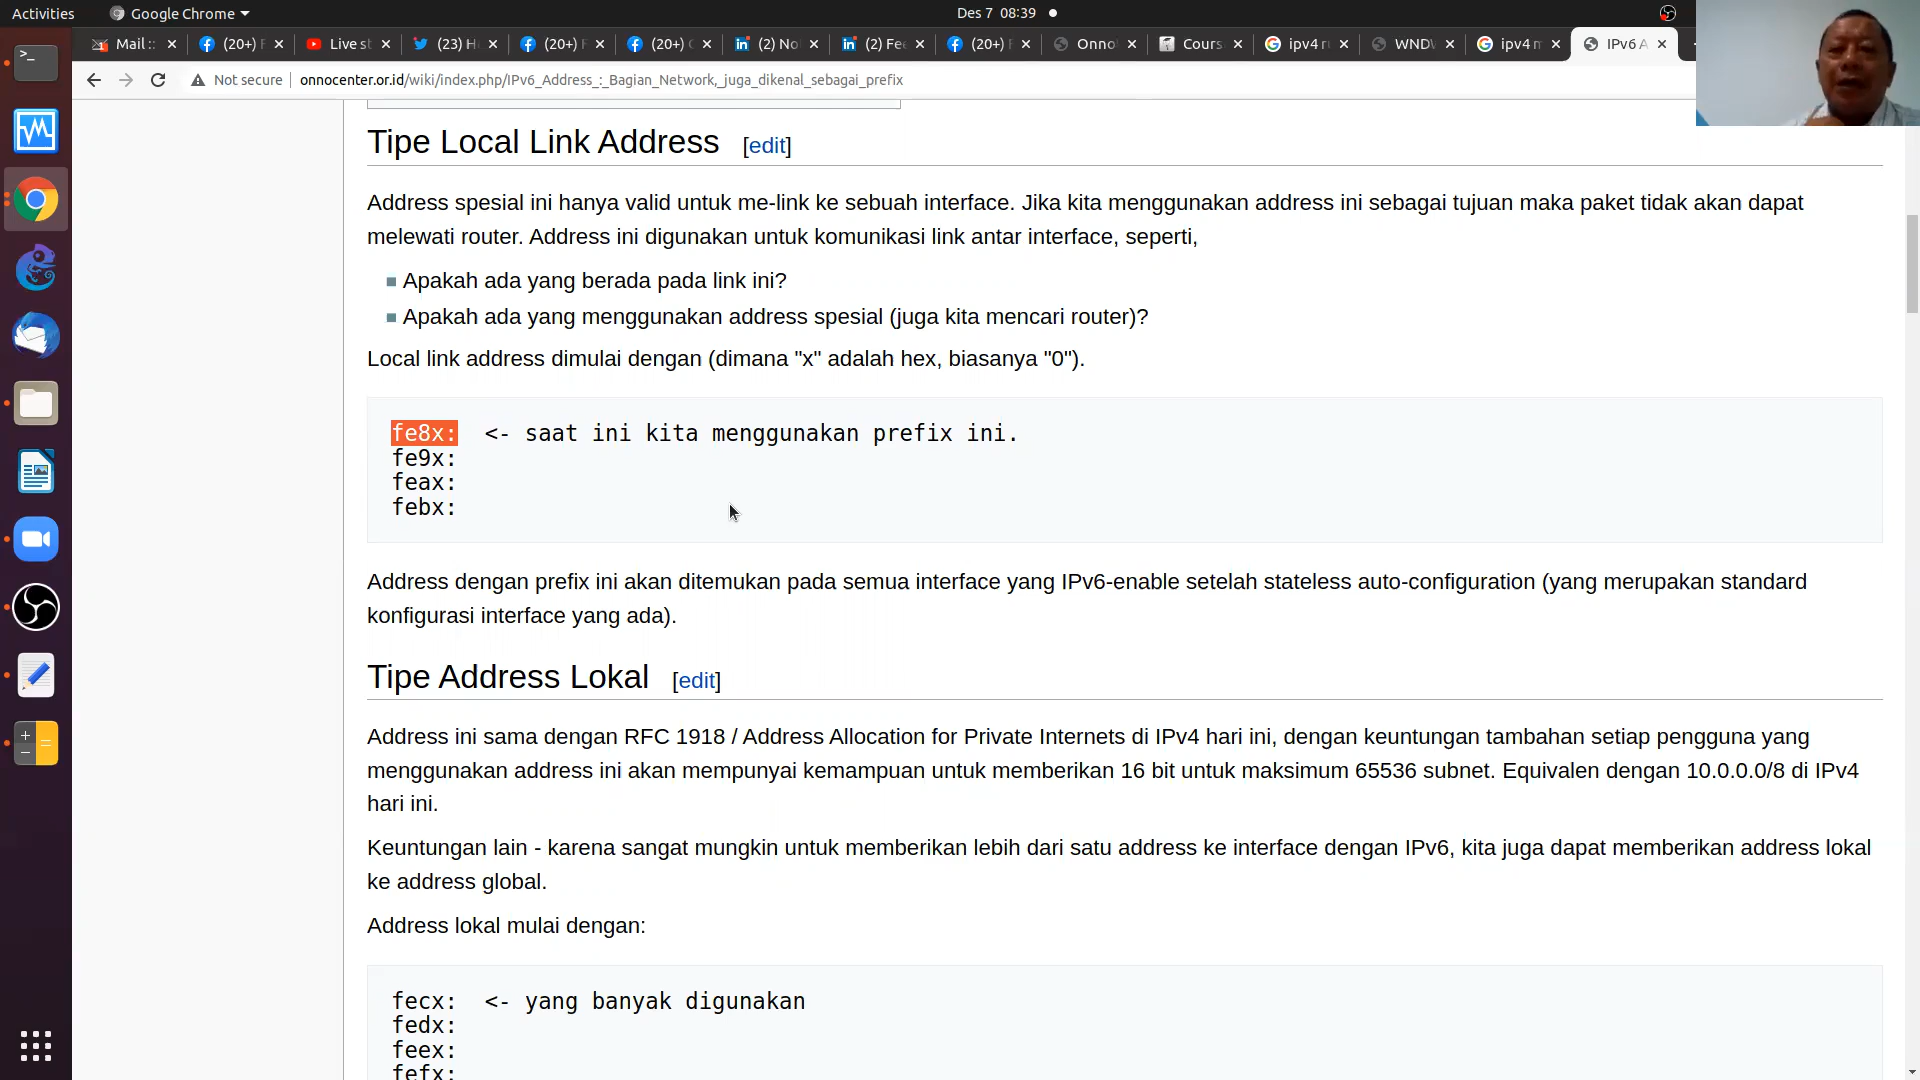 Activities
Google Chrome
Des 7 08:39
Mail ::
(20+) F
Live st
(23) H
(20+) F
(20+) (
(2) No
(2) Fee
(20+) F
Onno
Cours
ipv4 r
WNDW
ipv4 m
IPv6 A
Not secure
onnocenter.or.id/wiki/index.php/IPv6_Address_:_Bagian_Network,_juga_dikenal_sebagai_prefix
Tipe Local Link Address [edit]
Address spesial ini hanya valid untuk me-link ke sebuah interface. Jika kita menggunakan address ini sebagai tujuan maka paket tidak akan dapat
melewati router. Address ini digunakan untuk komunikasi link antar interface, seperti,
Apakah ada yang berada pada link ini?
Apakah ada yang menggunakan address spesial (juga kita mencari router)?
Local link address dimulai dengan (dimana "x" adalah hex, biasanya "0").
fe8x: <- saat ini kita menggunakan prefix ini.
fe9x:
feax:
febx:
Address dengan prefix ini akan ditemukan pada semua interface yang IPv6-enable setelah stateless auto-configuration (yang merupakan standard
konfigurasi interface yang ada).
Tipe Address Lokal [edit]
Address ini sama dengan RFC 1918 / Address Allocation for Private Internets di IPv4 hari ini, dengan keuntungan tambahan setiap pengguna yang
menggunakan address ini akan mempunyai kemampuan untuk memberikan 16 bit untuk maksimum 65536 subnet. Equivalen dengan 10.0.0.0/8 di IPv4
hari ini.
Keuntungan lain - karena sangat mungkin untuk memberikan lebih dari satu address ke interface dengan IPv6, kita juga dapat memberikan address lokal
ke address global.
Address lokal mulai dengan:
fecx: <- yang banyak digunakan
fedx:
feex:
fefx: